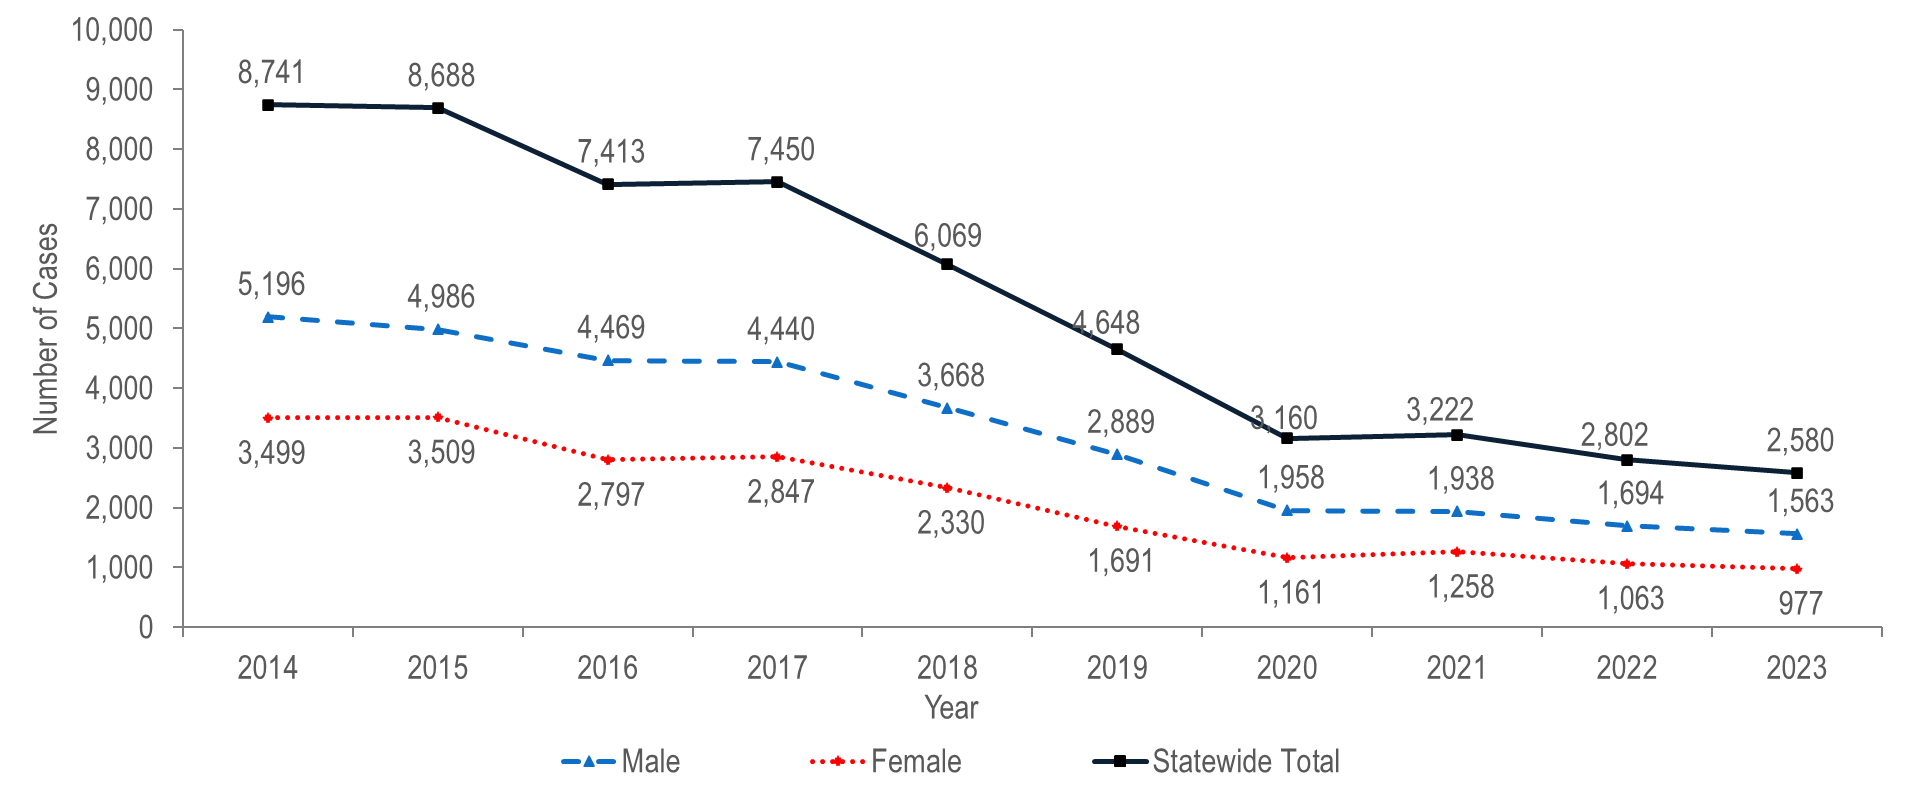 10,000
9,000
8,000
7,000
6,000
5,000
4,000
3,000
2,000
1,000
0
Number of Cases
8,741 8,688 7,413 7,450 6,069 4,648 3,160 3,222 2,802 2,580
5,196 4,986 4,469 4,440 3,668 2,889 1,958 1,938 1,694 1,563
3,499 3,509 2,797 2,847 2,330 1,691 1,161 1,258 1,063 977
2014 2015 2016 2017 2018 2019 2020 2021 2022 2023
Year
Male Female Statewide Total